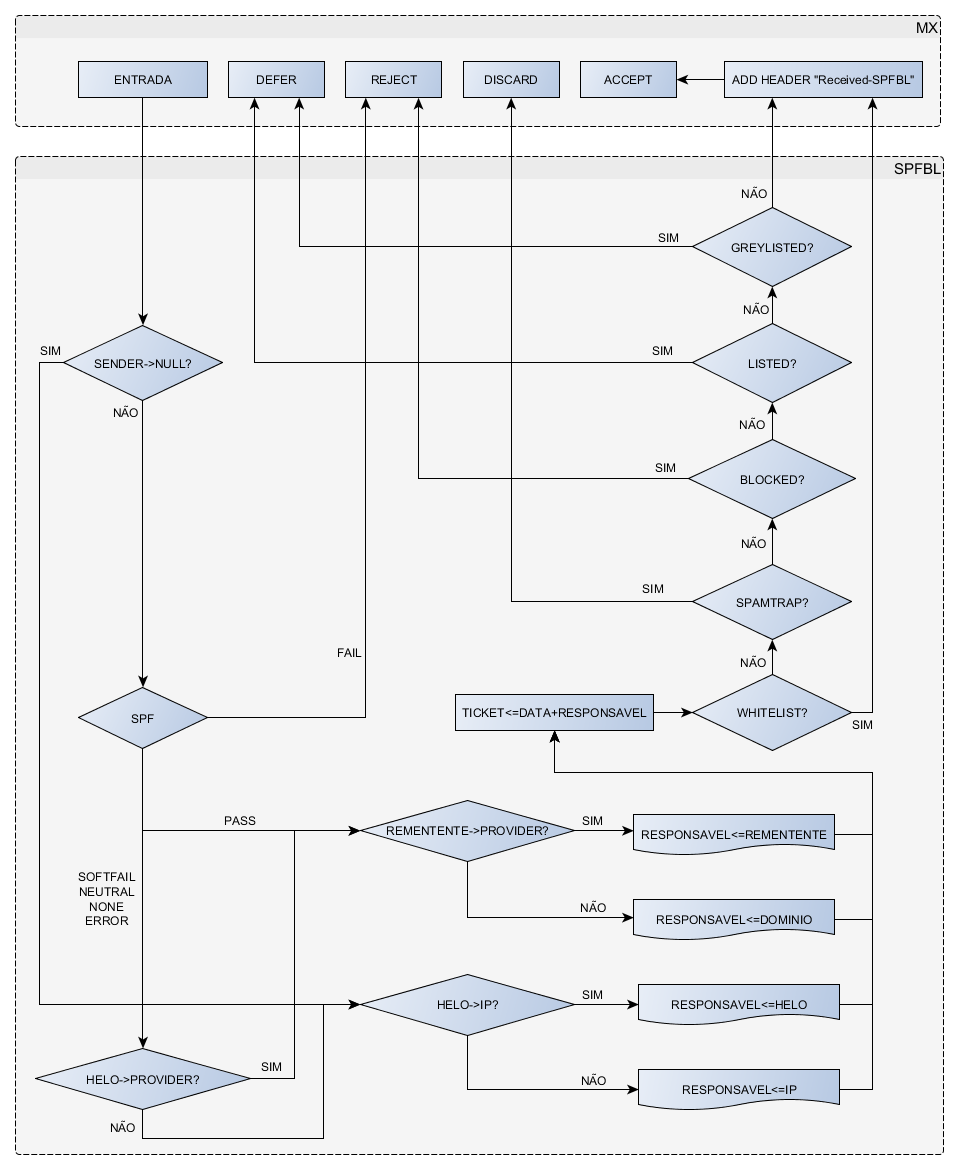 MX
ENTRADA
DEFER
REJECT
DISCARD
ACCEPT
ADD HEADER "Received-SPFBL"
SPFBL
NÃO
SIM
GREYLISTED?
NÃO
SIM
SIM
SENDER->NULL?
LISTED?
NÃO
NÃO
SIM
BLOCKED?
NÃO
SIM
SPAMTRAP?
FAIL
NÃO
SPF
TICKET<=DATA+RESPONSAVEL
WHITELIST?
SIM
PASS
REMENTENTE->PROVIDER?
SIM
RESPONSAVEL<=REMENTENTE
SOFTFAIL
NEUTRAL
NONE
ERROR
NÃO
RESPONSAVEL<=DOMINIO
HELO->IP?
SIM
RESPONSAVEL<=HELO
HELO->PROVIDER?
SIM
NÃO
RESPONSAVEL<=IP
NÃO